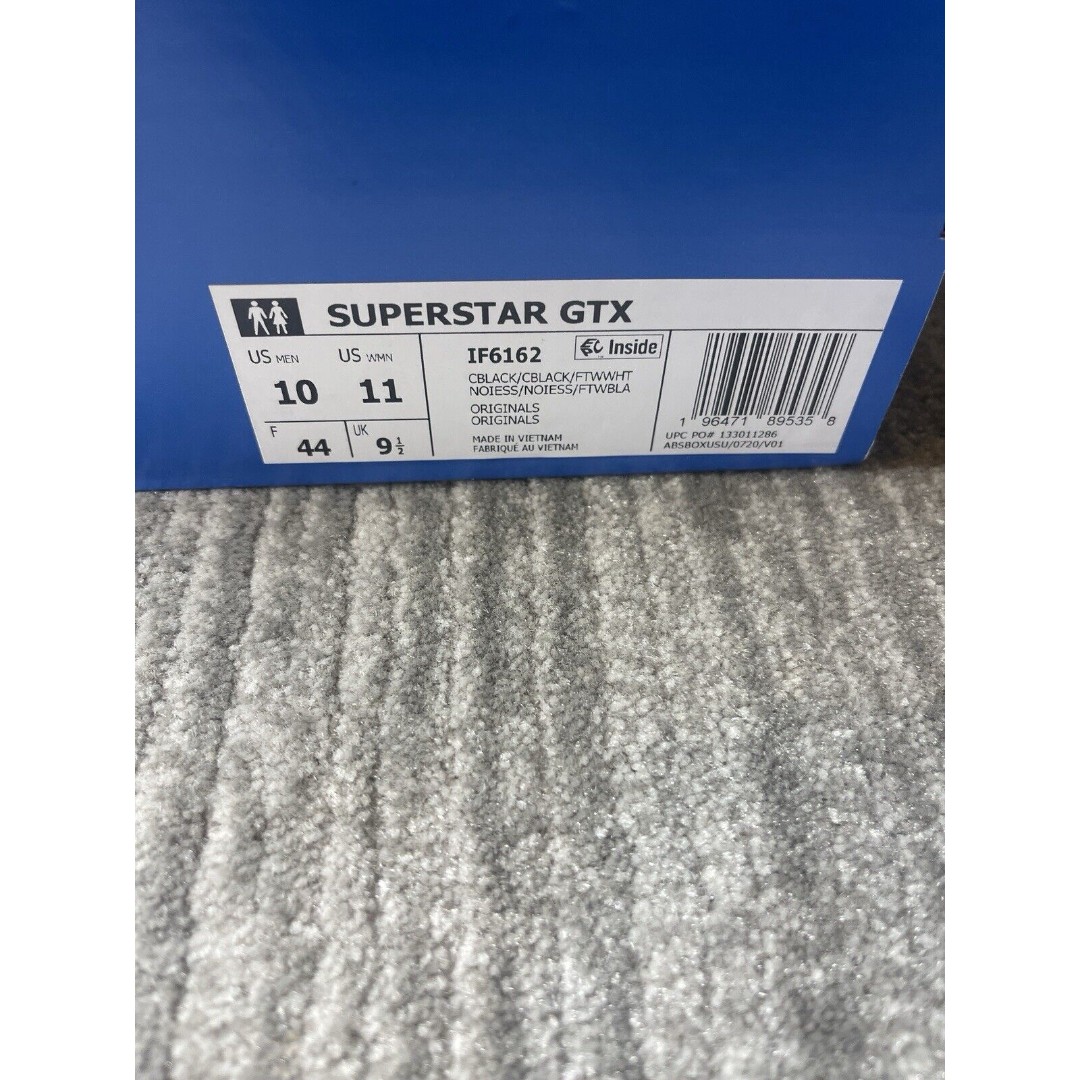 SUPERSTAR GTX
US MEN US WMN
10 11
F 44 UK 9½
IF6162 Inside
CBLACK/CBLACK/FTWWHT
NOIESS/NOIESS/FTWBLA
ORIGINALS
ORIGINALS
MADE IN VIETNAM
FABRIQUÉ AU VIETNAM
1 96471 89535 8
UPC PO# 133011286
ABSBOXUSU/0720/V01